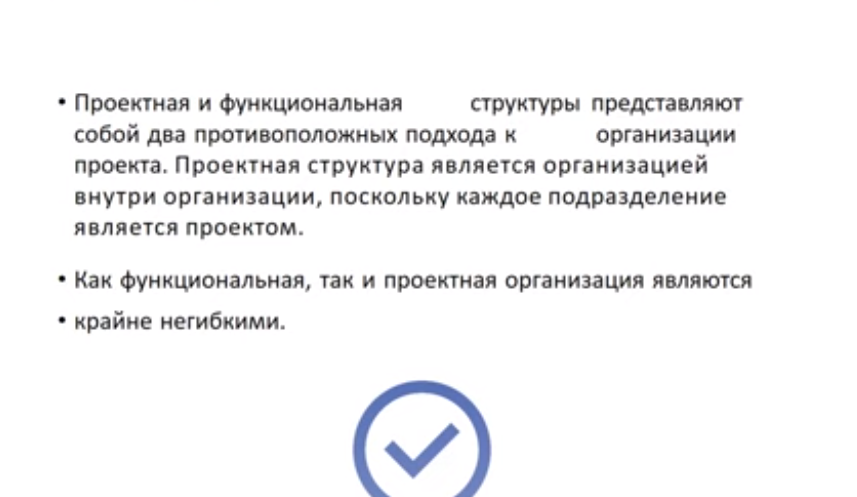 • Проектная и функциональная структуры представляют
собой два противоположных подхода к организации
проекта. Проектная структура является организацией
внутри организации, поскольку каждое подразделение
является проектом.
• Как функциональная, так и проектная организация являются
• крайне негибкими.